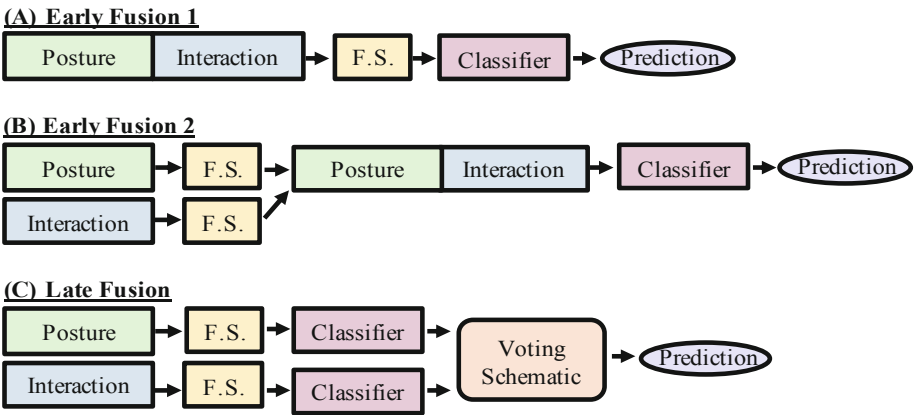 (A) Early Fusion 1
Posture Interaction F.S. Classifier Prediction
(B) Early Fusion 2
Posture F.S. Posture Interaction Classifier Prediction
Interaction F.S.
(C) Late Fusion
Posture F.S. Classifier
Voting
Schematic
Prediction
Interaction F.S. Classifier